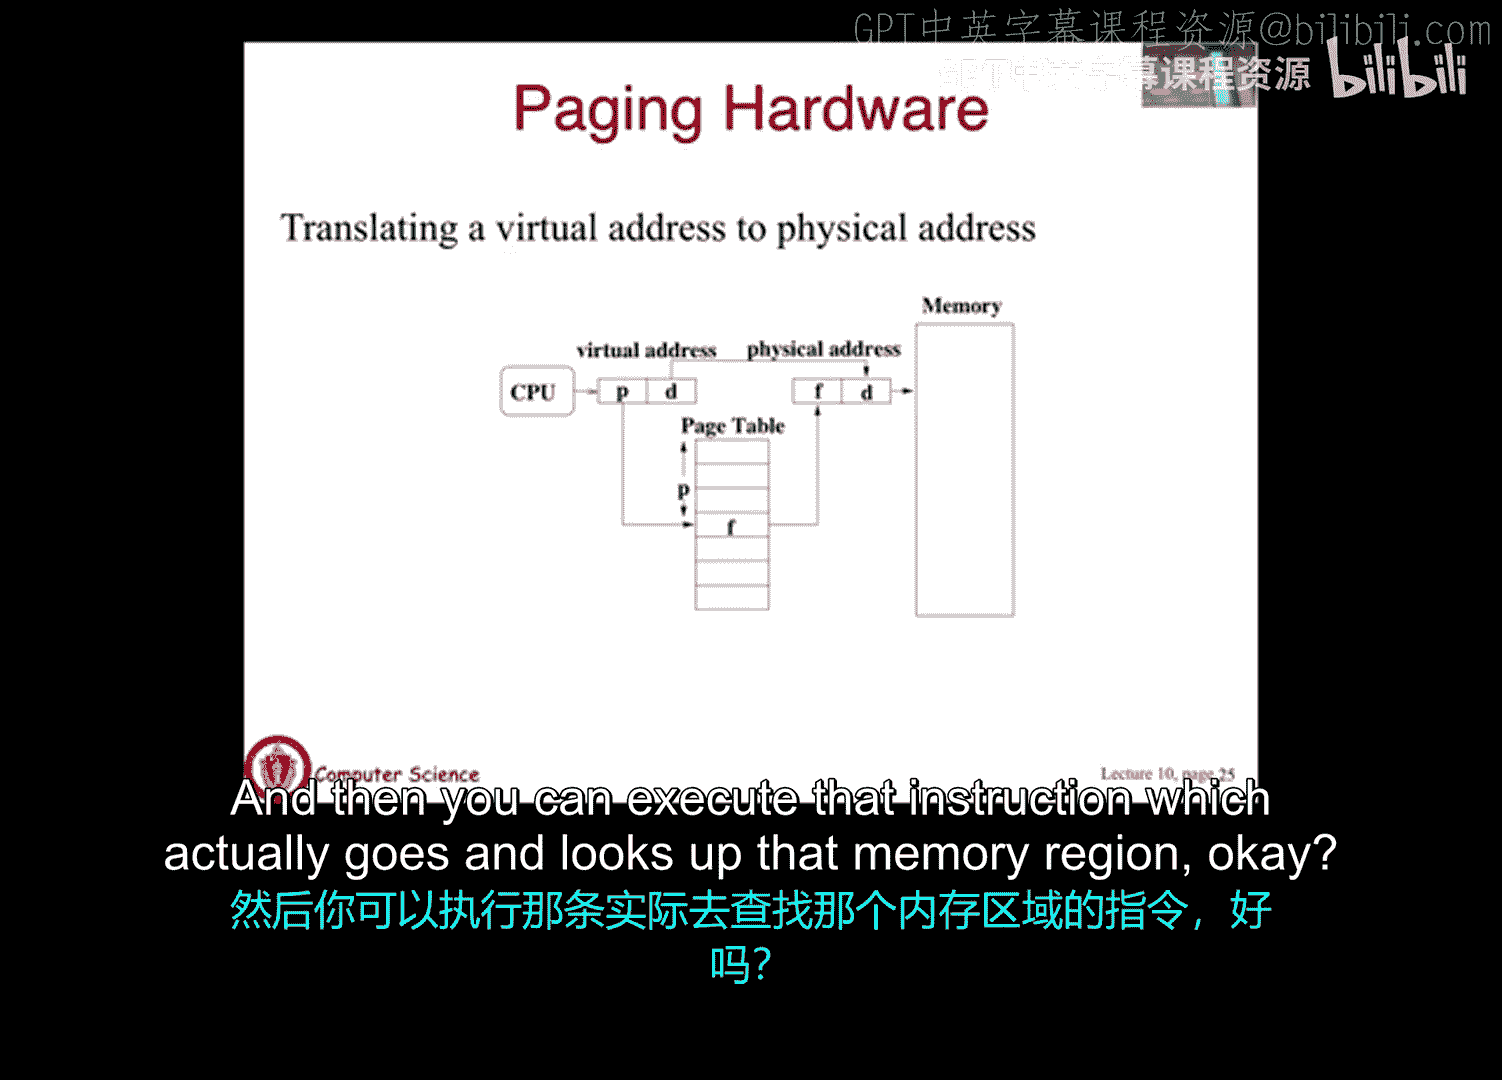 GPT中英字幕课程资源@bilibili.com
GPT中英字幕课程资源 bilibili
Paging Hardware
Translating a virtual address to physical address
Memory
virtual address physical address
CPU p d f d
Page Table
p
f
Computer Science Lecture 10, page 25
And then you can execute that instruction which
actually goes and looks up that memory region, okay?
然后你可以执行那条实际去查找那个内存区域的指令，好
吗？